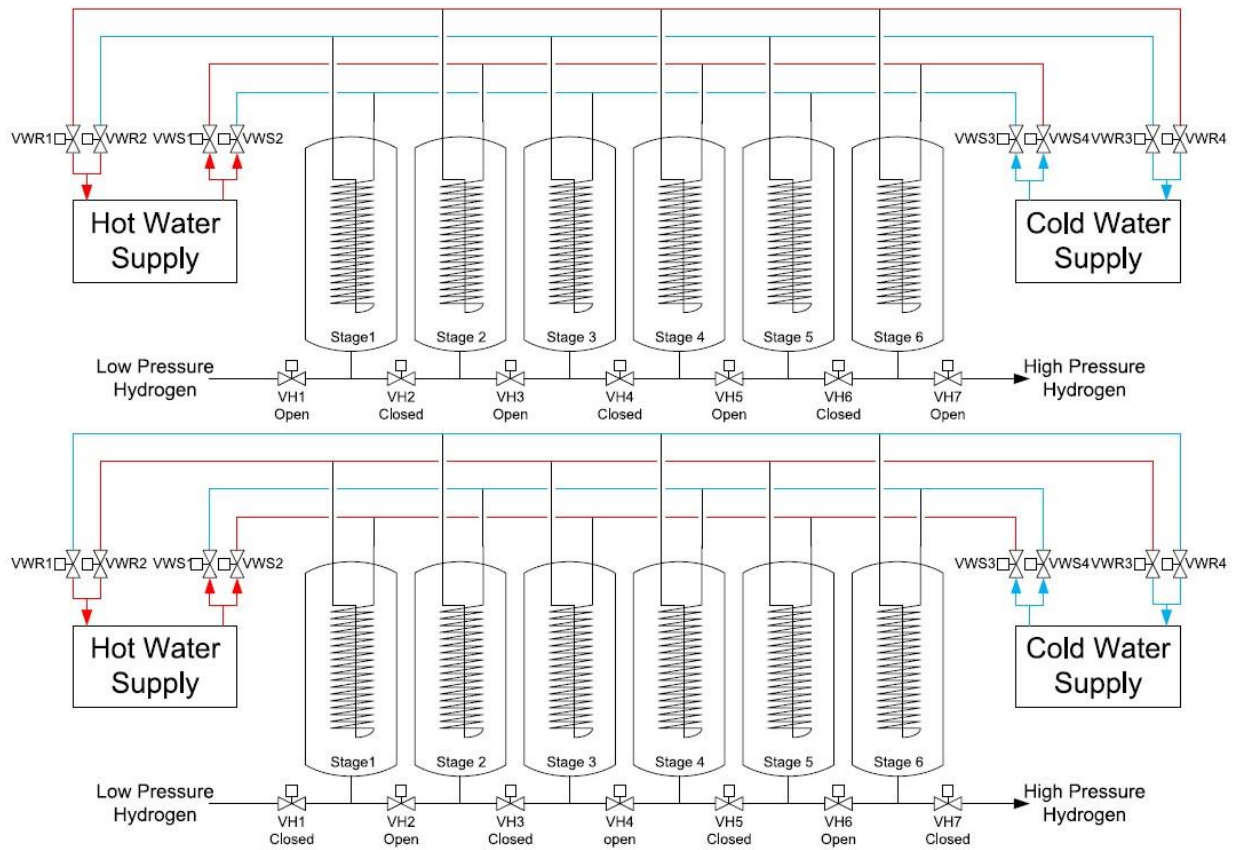 VWR1 VWR2 VWS1 VWS2 VWS3 VWS4 VWR3 VWR4
Hot Water
Supply
Cold Water
Supply
Stage1 Stage 2 Stage 3 Stage 4 Stage 5 Stage 6
Low Pressure
Hydrogen
High Pressure
Hydrogen
VH1 VH2 VH3 VH4 VH5 VH6 VH7
Open Closed Open Closed Open Closed Open
VWR1 VWR2 VWS1 VWS2 VWS3 VWS4 VWR3 VWR4
Hot Water
Supply
Cold Water
Supply
Stage1 Stage 2 Stage 3 Stage 4 Stage 5 Stage 6
Low Pressure
Hydrogen
High Pressure
Hydrogen
VH1 VH2 VH3 VH4 VH5 VH6 VH7
Closed Open Closed open Closed Open Closed